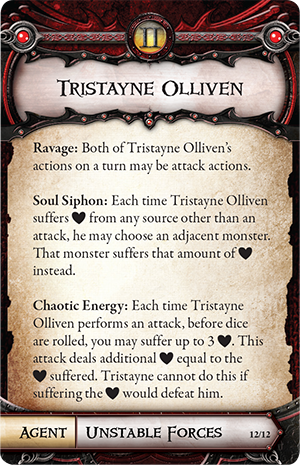 II
Tristayne Olliven
Ravage: Both of Tristayne Olliven's
actions on a turn may be attack actions.
Soul Siphon: Each time Tristayne Olliven
suffers ♥ from any source other than an
attack, he may choose an adjacent monster.
That monster suffers that amount of ♥
instead.
Chaotic Energy: Each time Tristayne
Olliven performs an attack, before dice
are rolled, you may suffer up to 3 ♥. This
attack deals additional ♥ equal to the
♥ suffered. Tristayne cannot do this if
suffering the ♥ would defeat him.
Agent Unstable Forces 12/12